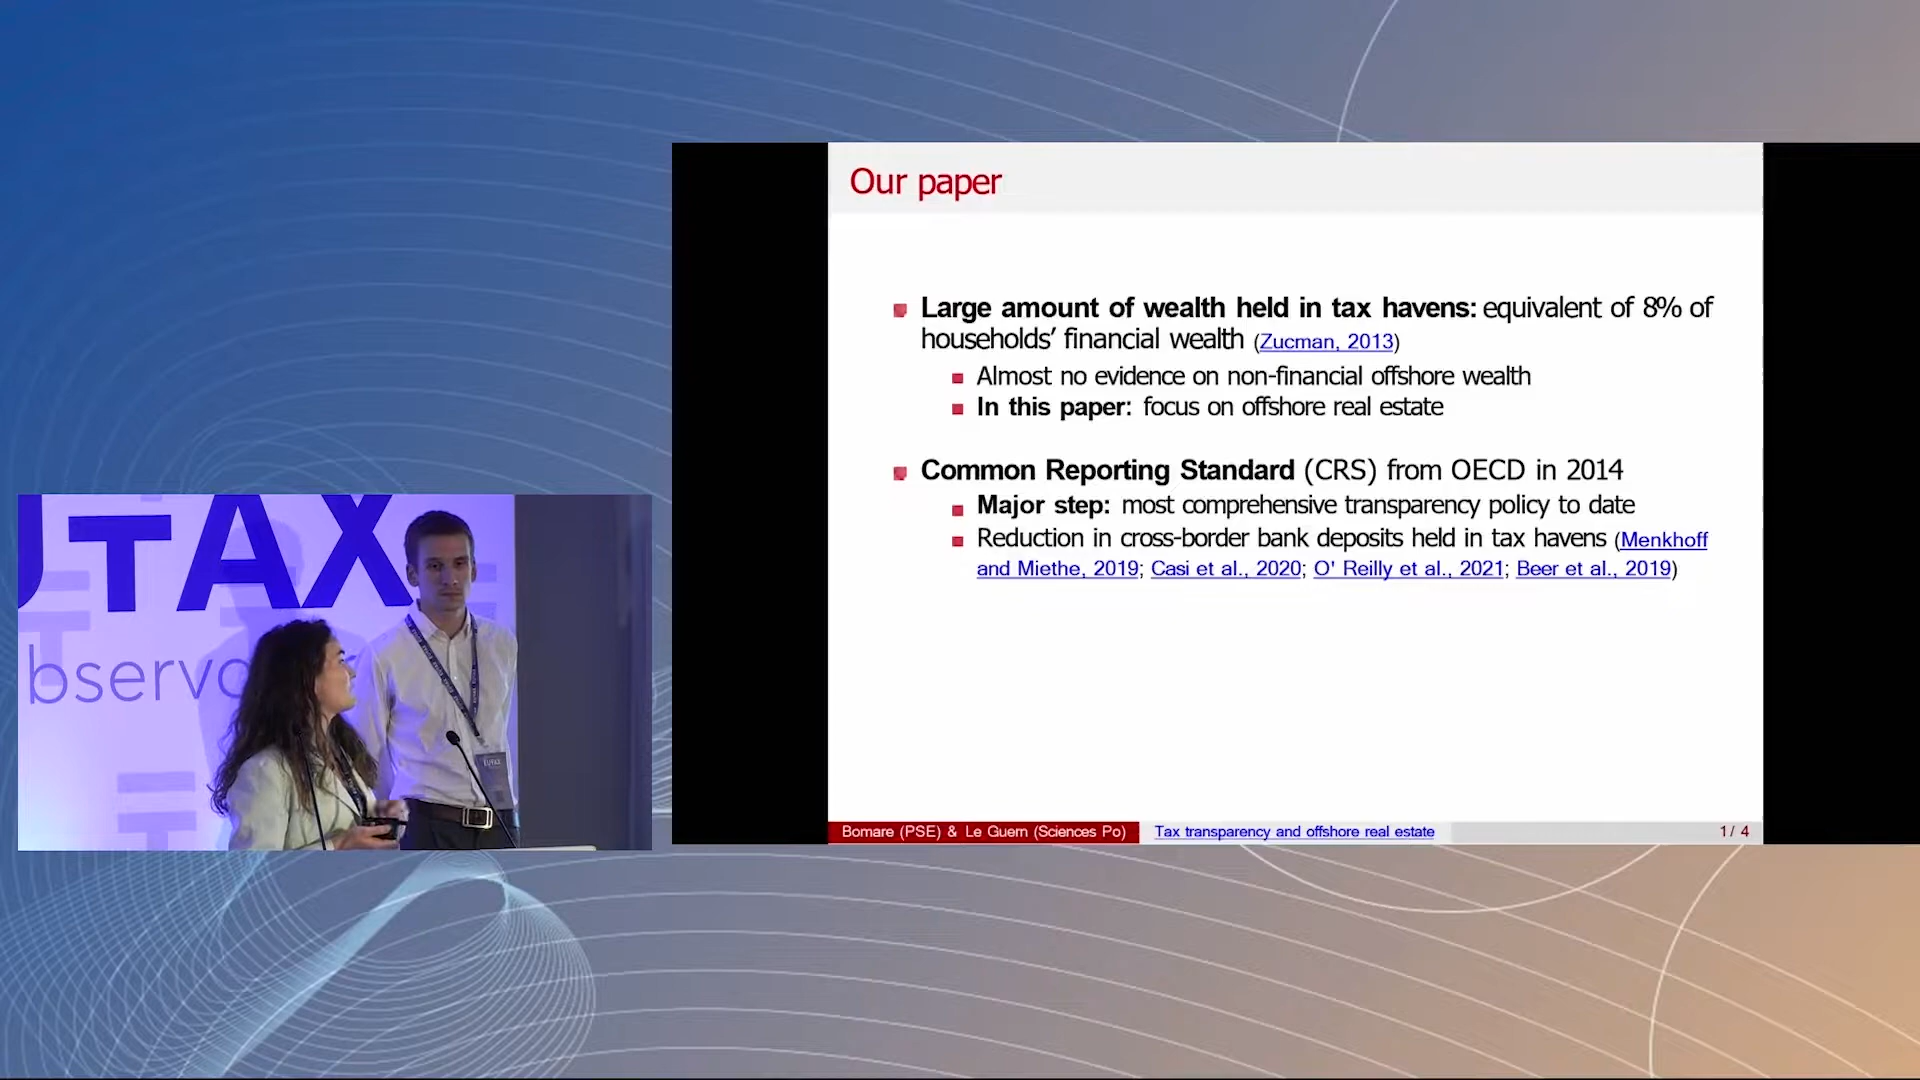 Our paper
Large amount of wealth held in tax havens: equivalent of 8% of
households' financial wealth (Zucman, 2013)
Almost no evidence on non-financial offshore wealth
In this paper: focus on offshore real estate
Common Reporting Standard (CRS) from OECD in 2014
Major step: most comprehensive transparency policy to date
Reduction in cross-border bank deposits held in tax havens (Menkhoff
and Miethe, 2019; Casi et al., 2020; O' Reilly et al., 2021; Beer et al., 2019)
Bomare (PSE) & Le Guern (Sciences Po) Tax transparency and offshore real estate 1 / 4
UTAX
bserva